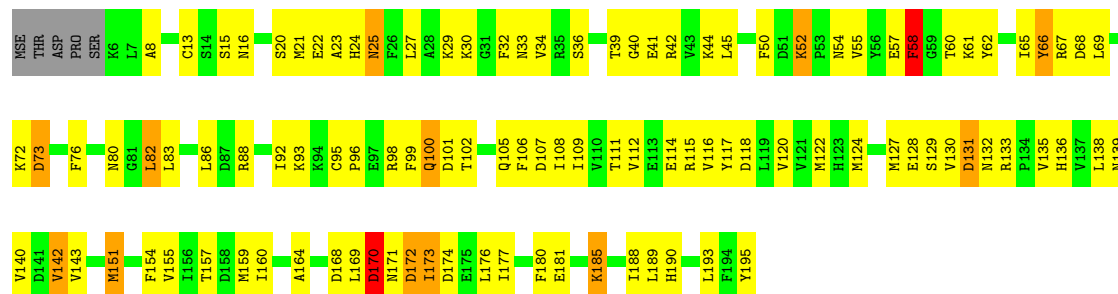 MSE THR ASP PRO SER K6 L7 A8 C13 S14 S15 N16 S20 M21 E22 A23 H24 N25 F26 L27 A28 K29 K30 G31 F32 N33 V34 R35 S36 T39 G40 E41 R42 V43 K44 L45 F50 D51 K52 P53 N54 V55 Y56 E57 F58 G59 T60 K61 Y62 I65 Y66 R67 D68 L69
K72 D73 F76 N80 G81 L82 L83 L86 D87 R88 I92 K93 K94 C95 P96 E97 R98 F99 Q100 D101 T102 Q105 F106 D107 I108 I109 V110 T111 V112 E113 E114 R115 V116 Y117 D118 L119 V120 V121 M122 H123 M124 M127 E128 S129 V130 D131 N132 R133 P134 V135 H136 V137 L138 N139
V140 D141 V142 V143 M151 F154 V155 I156 T157 D158 M159 I160 A164 D168 L169 D170 N171 D172 I173 D174 E175 L176 I177 F180 E181 K185 I188 L189 H190 L193 F194 Y195